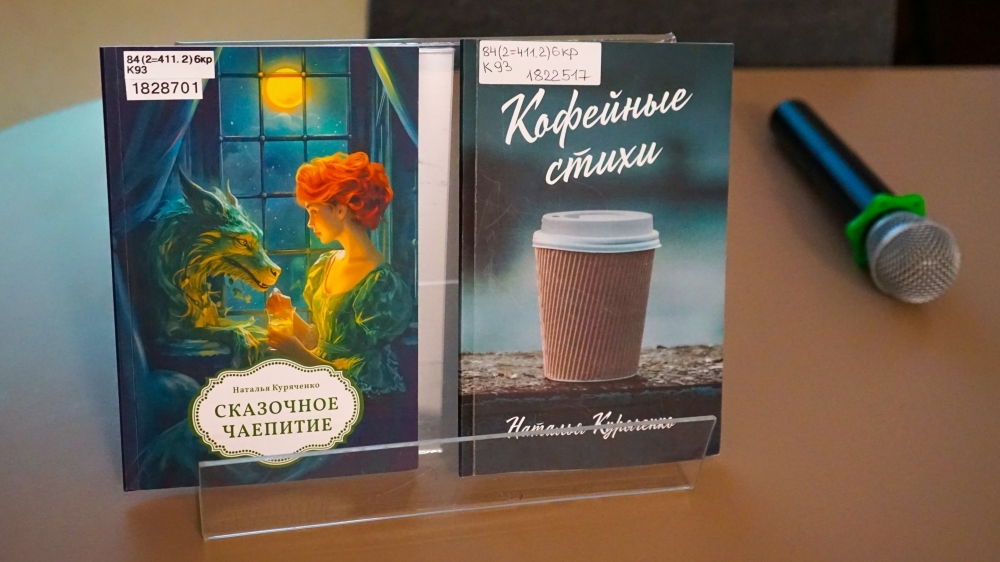 84(2=411.2)6кр
К93
1828701
Наталья Куряченко
СКАЗОЧНОЕ
ЧАЕПИТИЕ
84(2=411.2)6кр
К93
1822517
Кофейные
стихи
Наталья Куряченко